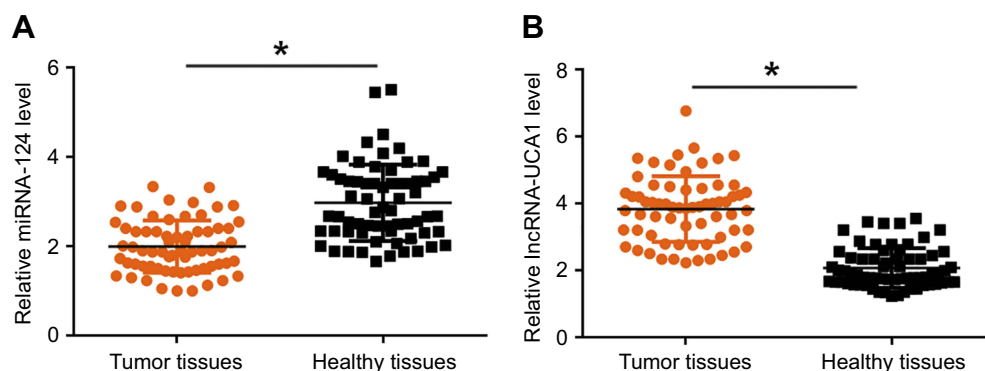 A
Relative miRNA-124 level
6
4
2
0
*
Tumor tissues
Healthy tissues
B
Relative lncRNA-UCA1 level
8
6
4
2
0
*
Tumor tissues
Healthy tissues